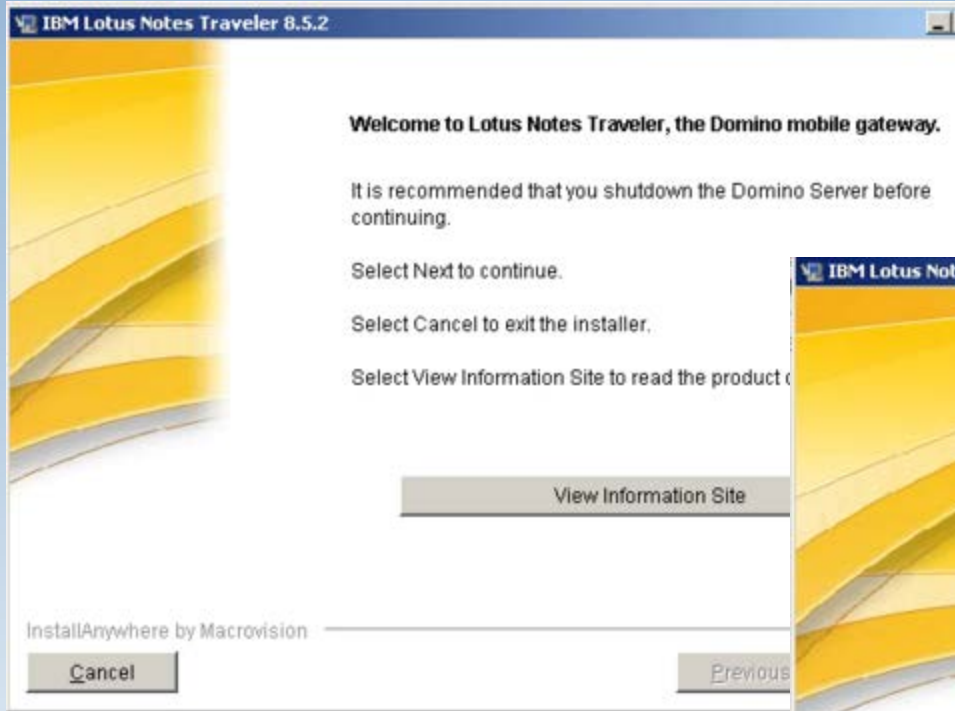 IBM Lotus Notes Traveler 8.5.2
Welcome to Lotus Notes Traveler, the Domino mobile gateway.
It is recommended that you shutdown the Domino Server before
continuing.
Select Next to continue.
Select Cancel to exit the installer.
Select View Information Site to read the product
View Information Site
InstallAnywhere by Macrovision
Cancel
Previous
IBM Lotus Not